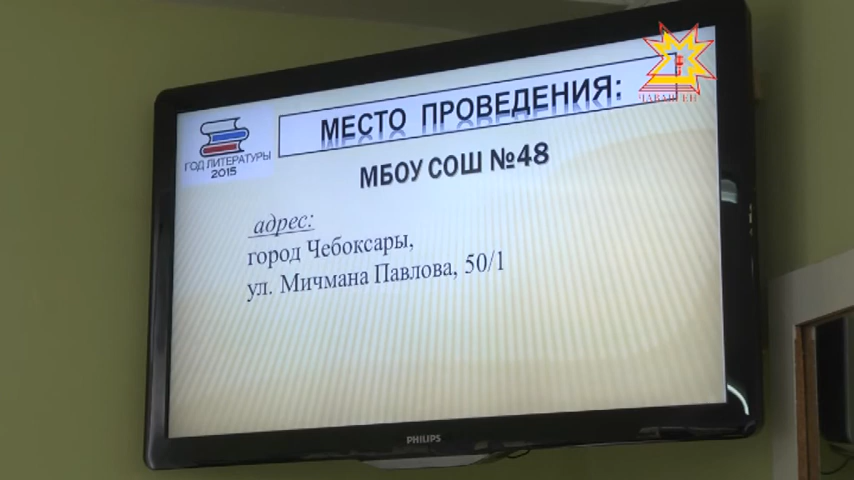 МЕСТО ПРОВЕДЕНИЯ:
ГОД ЛИТЕРАТУРЫ
2015
МБОУ СОШ №48
адрес:
город Чебоксары,
ул. Мичмана Павлова, 50/1
PHILIPS